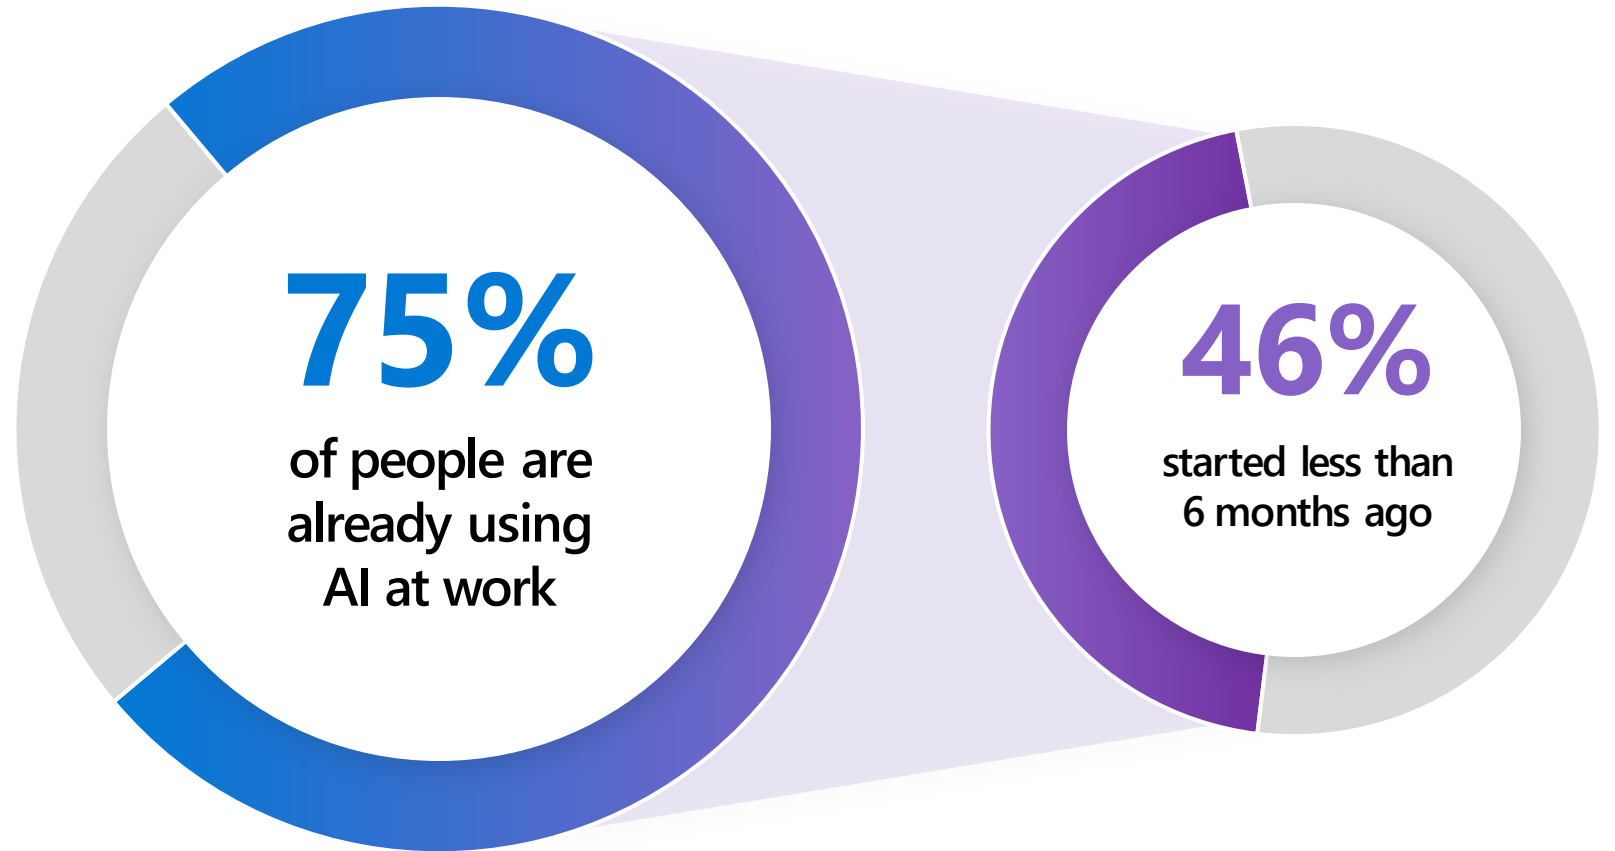 75%
of people are
already using
AI at work
46%
started less than
6 months ago